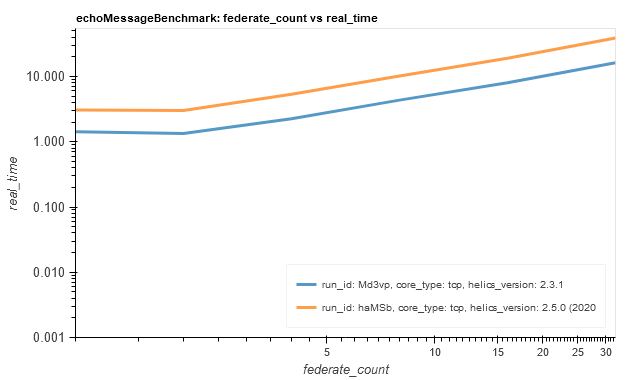 echoMessageBenchmark: federate_count vs real_time
10.000
1.000
0.100
0.010
0.001
real_time
run_id: Md3vp, core_type: tcp, helics_version: 2.3.1
run_id: haMSb, core_type: tcp, helics_version: 2.5.0 (2020
5
10
15
20
25
30
federate_count